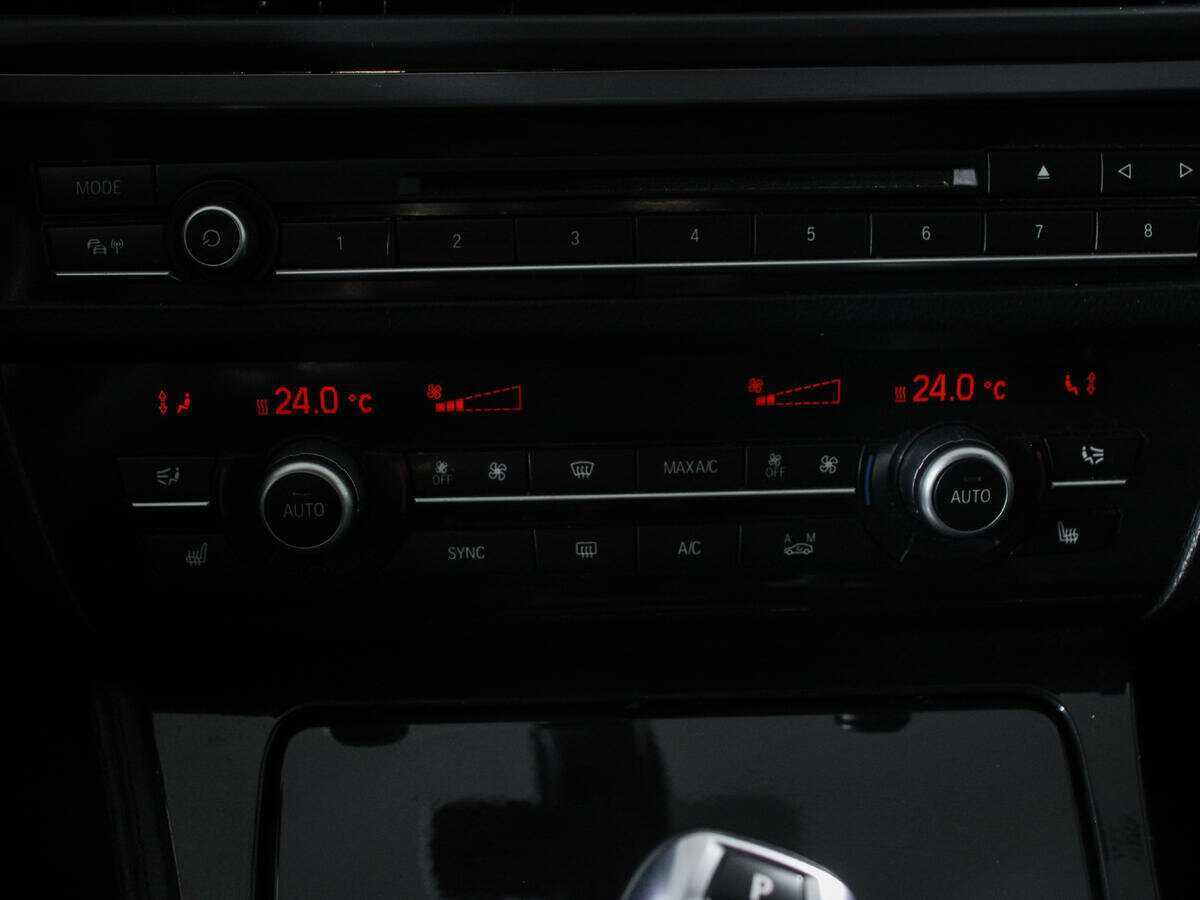 MODE
1 2 3 4 5 6 7 8
24.0 °C 24.0 °C
OFF MAX A/C OFF
AUTO AUTO
SYNC A/C A M
P